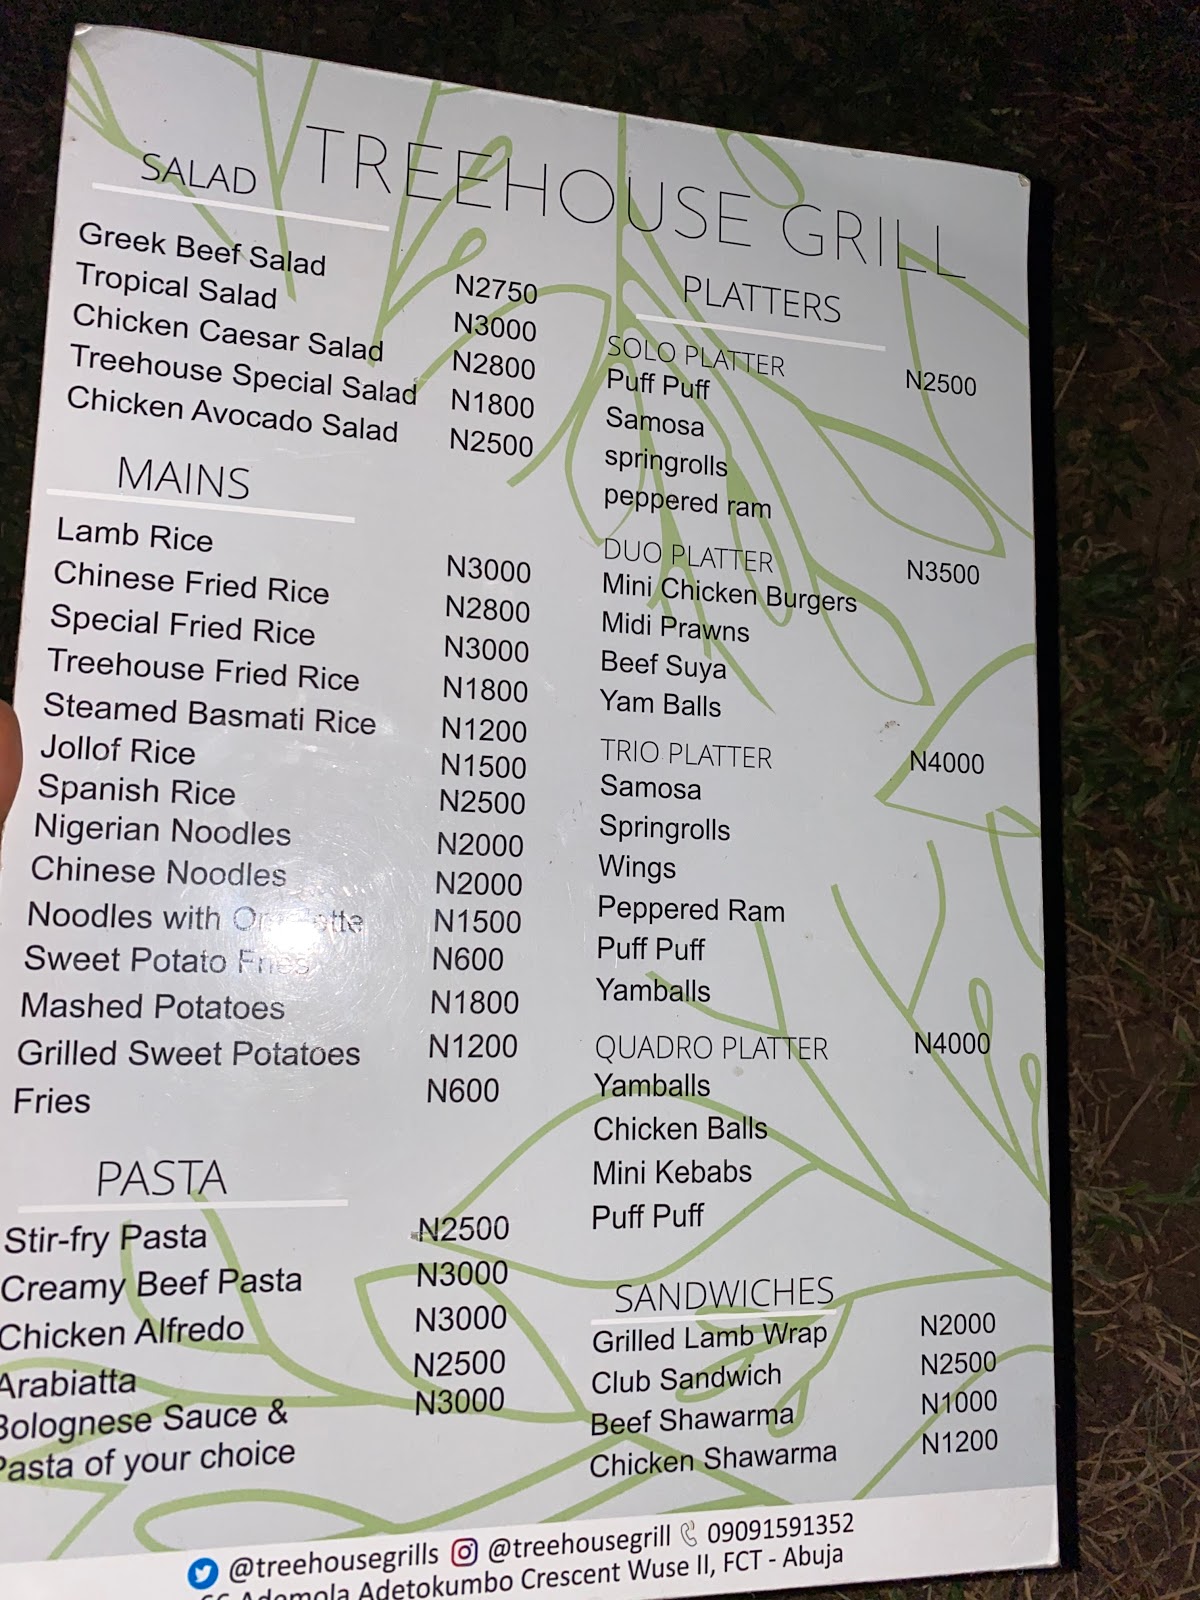 TREEHOUSE GRILL
SALAD
Greek Beef Salad N2750
Tropical Salad N3000
Chicken Caesar Salad N2800
Treehouse Special Salad N1800
Chicken Avocado Salad N2500
MAINS
Lamb Rice N3000
Chinese Fried Rice N2800
Special Fried Rice N3000
Treehouse Fried Rice N1800
Steamed Basmati Rice N1200
Jollof Rice N1500
Spanish Rice N2500
Nigerian Noodles N2000
Chinese Noodles N2000
Noodles with N1500
Sweet Potato Fries N600
Mashed Potatoes N1800
Grilled Sweet Potatoes N1200
Fries N600
PASTA
Stir-fry Pasta N2500
Creamy Beef Pasta N3000
Chicken Alfredo N3000
Arabiatta N2500
Bolognese Sauce & N3000
Pasta of your choice
PLATTERS
SOLO PLATTER N2500
Puff Puff
Samosa
springrolls
peppered ram
DUO PLATTER N3500
Mini Chicken Burgers
Midi Prawns
Beef Suya
Yam Balls
TRIO PLATTER N4000
Samosa
Springrolls
Wings
Peppered Ram
Puff Puff
Yamballs
QUADRO PLATTER N4000
Yamballs
Chicken Balls
Mini Kebabs
Puff Puff
SANDWICHES
Grilled Lamb Wrap N2000
Club Sandwich N2500
Beef Shawarma N1000
Chicken Shawarma N1200
@treehousegrills @treehousegrill 09091591352
Ademola Adetokumbo Crescent Wuse II, FCT - Abuja